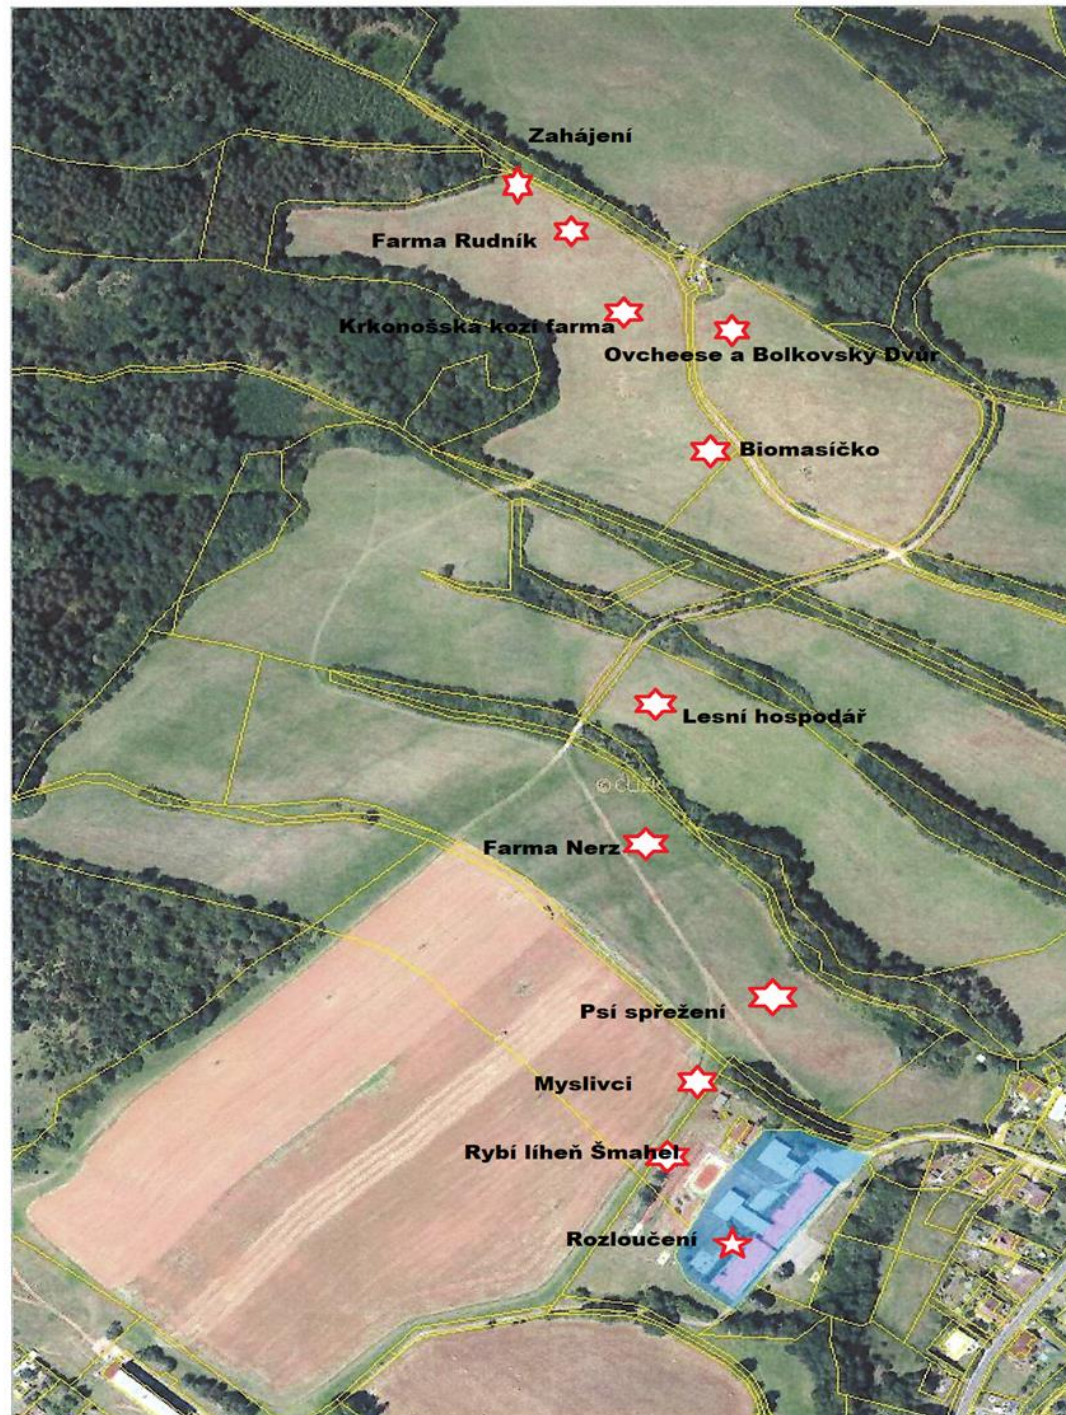 Zahájení
Farma Rudník
Krkonošská kozí farma
Ovcheese a Bolkovský Dvůr
Biomasíčko
Lesní hospodář
© ČÚZK
Farma Nerz
Psí spřežení
Myslivci
Rybí líheň Šmahel
Rozloučení